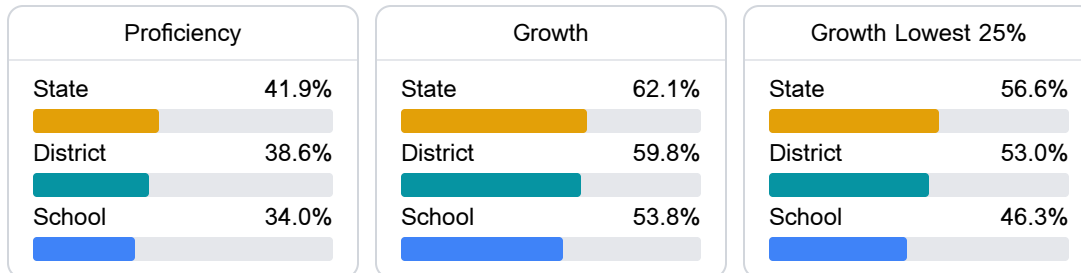 Proficiency
State 41.9%
District 38.6%
School 34.0%
Growth
State 62.1%
District 59.8%
School 53.8%
Growth Lowest 25%
State 56.6%
District 53.0%
School 46.3%